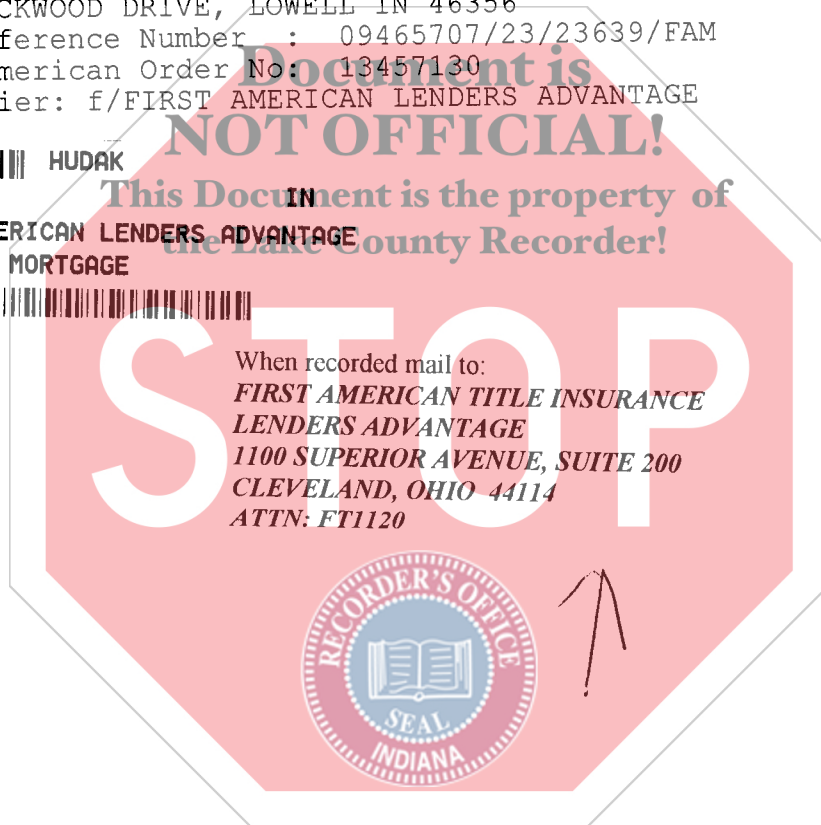 CKWOOD DRIVE, LOWELL IN 46356
ference Number : 09465707/23/23639/FAM
merican Order No: 13457130
ier: f/FIRST AMERICAN LENDERS ADVANTAGE
Document is
NOT OFFICIAL!
This Document is the property of
the Lake County Recorder!
HUDAK
IN
ERICAN LENDERS ADVANTAGE
MORTGAGE
STOP
When recorded mail to:
FIRST AMERICAN TITLE INSURANCE
LENDERS ADVANTAGE
1100 SUPERIOR AVENUE, SUITE 200
CLEVELAND, OHIO 44114
ATTN: FT1120
RECORDER'S OFFICE
SEAL
INDIANA